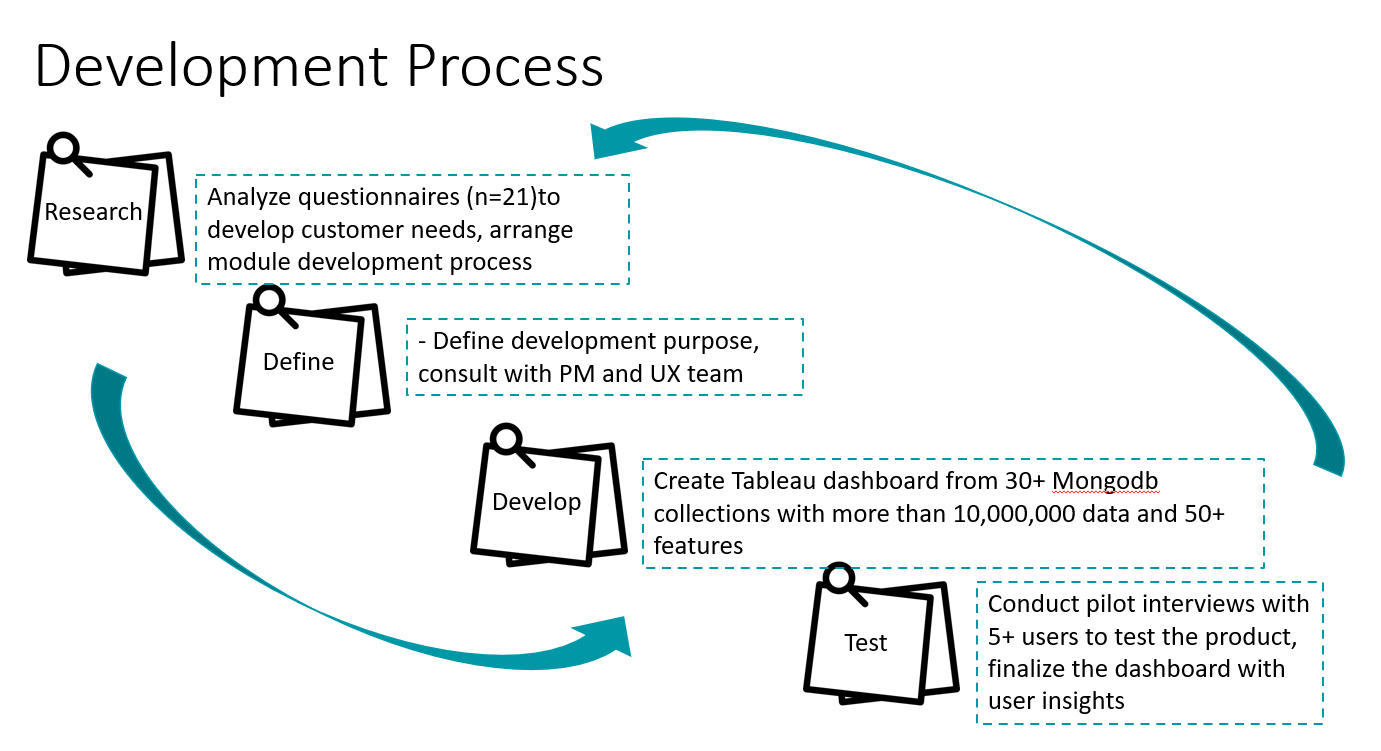 Development Process
Research
Analyze questionnaires (n=21)to
develop customer needs, arrange
module development process
Define
- Define development purpose,
consult with PM and UX team
Develop
Create Tableau dashboard from 30+ Mongodb
collections with more than 10,000,000 data and 50+
features
Test
Conduct pilot interviews with
5+ users to test the product,
finalize the dashboard with
user insights